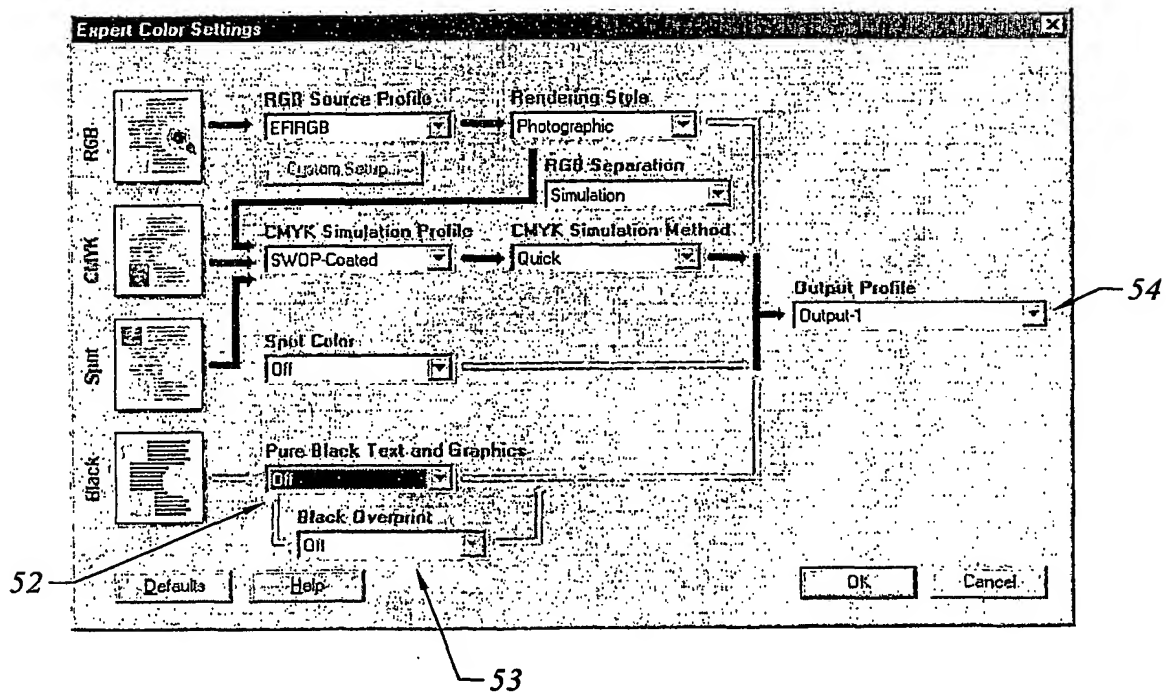 Expert Color Settings
RGB
RGB Source Profile
EFIRGB
Custom Setup...
Rendering Style
Photographic
RGB Separation
Simulation
CMYK
CMYK Simulation Profile
SWOP-Coated
CMYK Simulation Method
Quick
Output Profile
Output-1
54
Spot
Spot Color
Off
Black
Pure Black Text and Graphics
Off
Black Overprint
Off
52
Defaults
Help
OK
Cancel
53